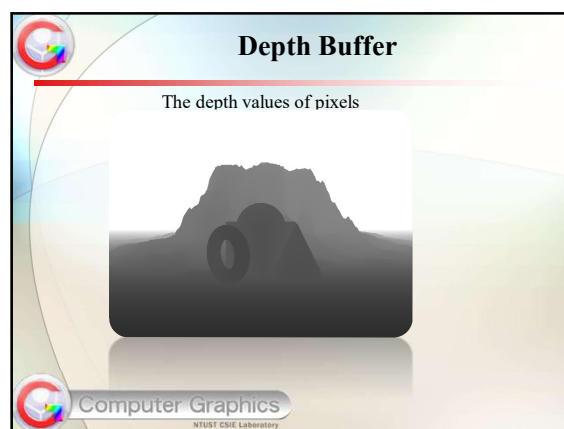 Depth Buffer
The depth values of pixels
Computer Graphics
NTUST CSIE Laboratory